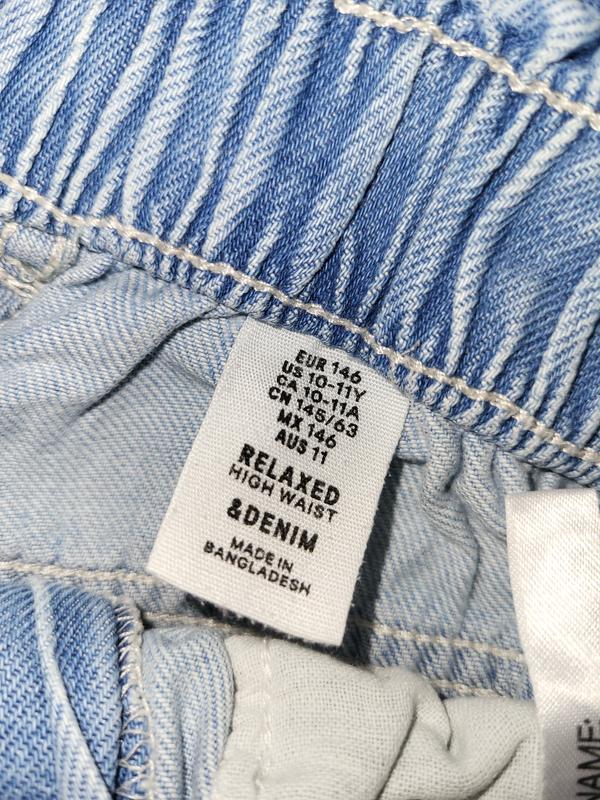 EUR 146
US 10-11Y
CA 10-11A
CN 145/63
MX 146
AUS 11
RELAXED
HIGH WAIST
&DENIM
MADE IN
BANGLADESH
NAME: